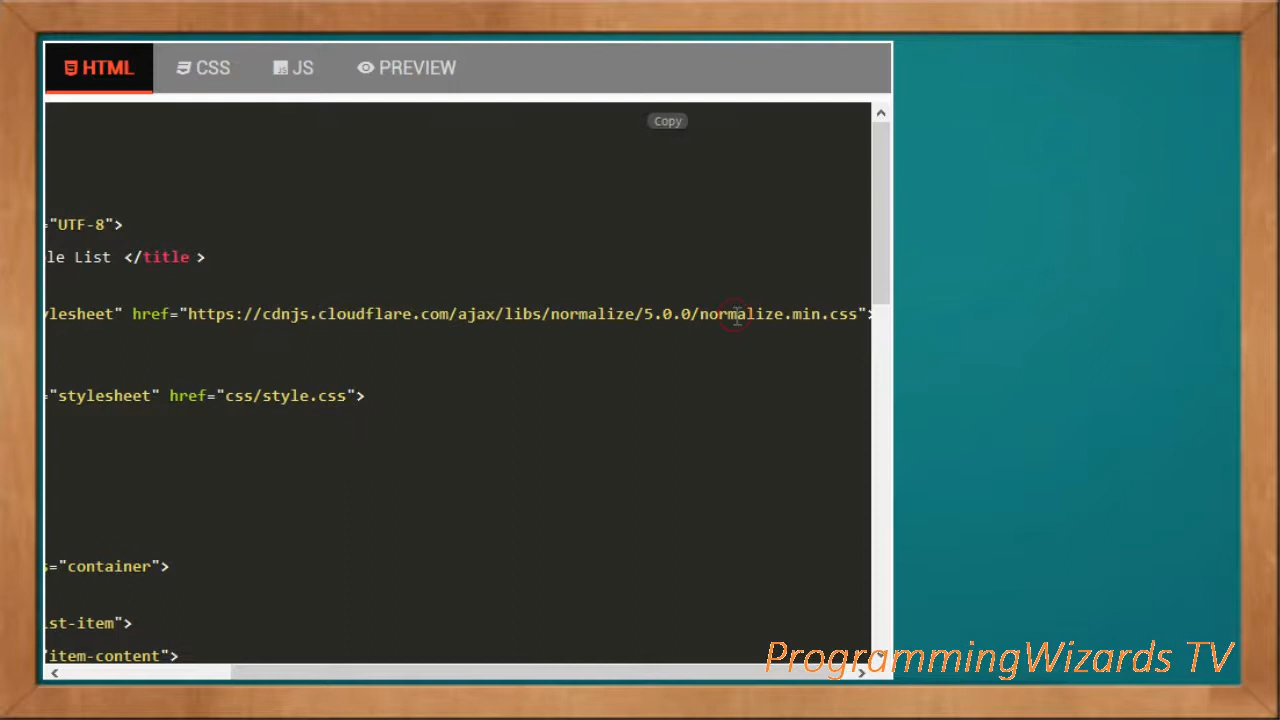 HTML CSS JS PREVIEW
Copy
="UTF-8">
le List </title >
ylesheet" href="https://cdnjs.cloudflare.com/ajax/libs/normalize/5.0.0/normalize.min.css">
="stylesheet" href="css/style.css">
s="container">
st-item">
item-content">
ProgrammingWizards TV